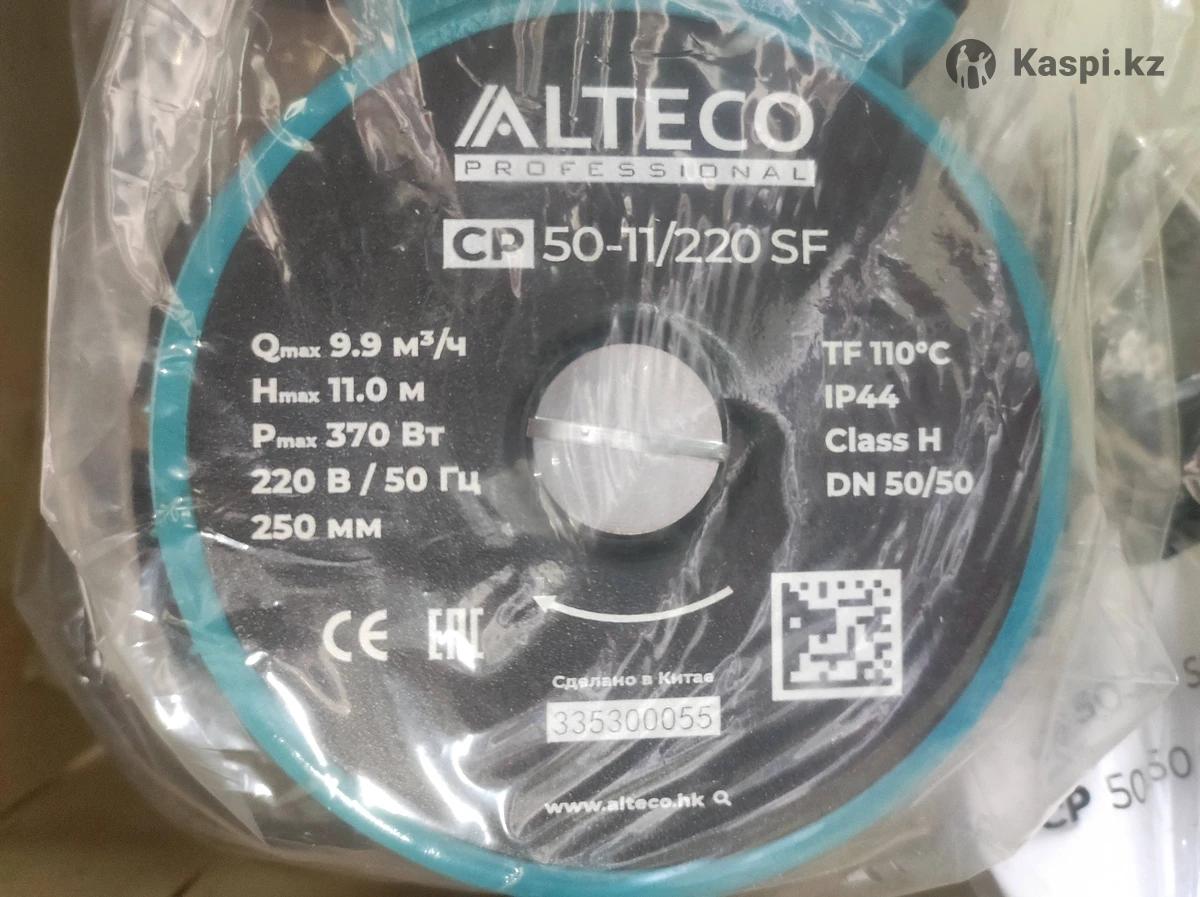 Kaspi.kz
ALTECO
PROFESSIONAL
CP 50-11/220 SF
Qmax 9.9 м³/ч
Hmax 11.0 м
Pmax 370 Вт
220 В / 50 Гц
250 мм
TF 110°C
IP44
Class H
DN 50/50
CE EAC
Сделано в Китае
335300055
www.alteco.hk
CP 50